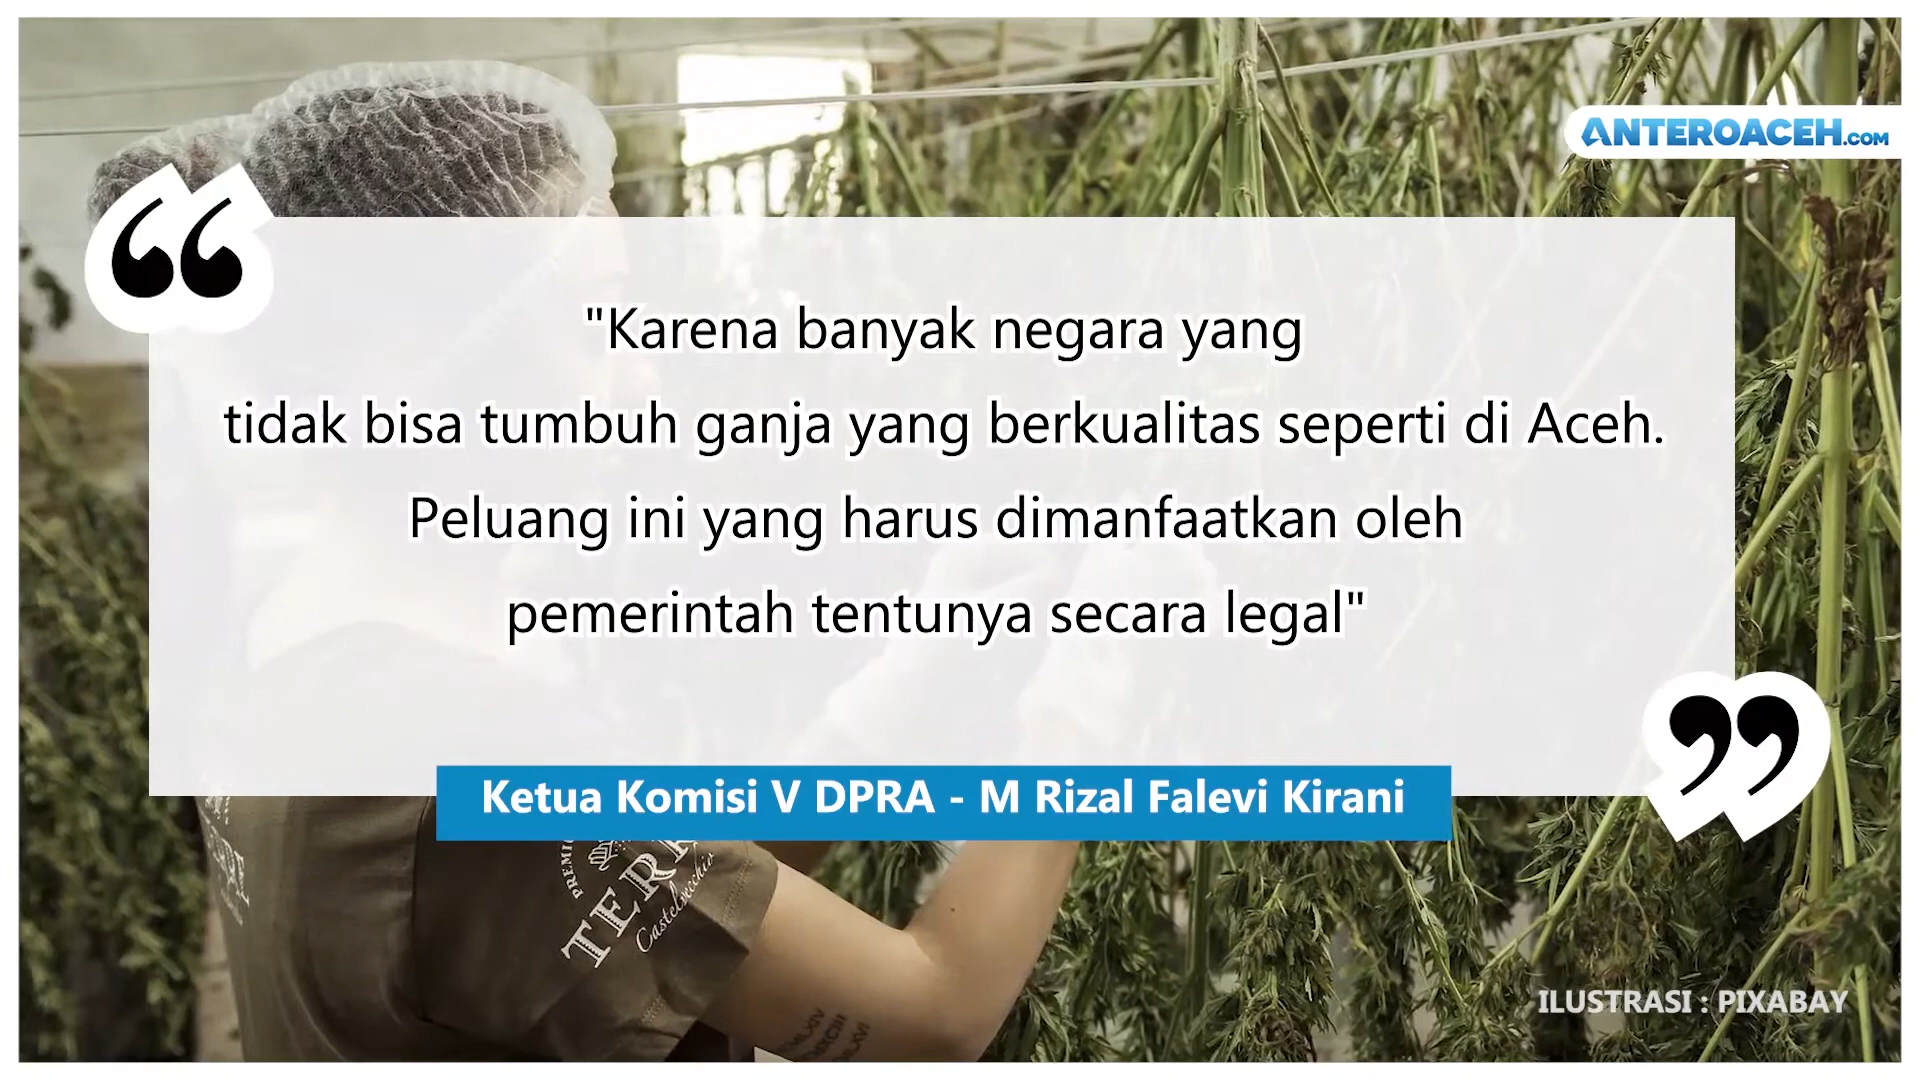 ANTEROACEH.COM
"Karena banyak negara yang
tidak bisa tumbuh ganja yang berkualitas seperti di Aceh.
Peluang ini yang harus dimanfaatkan oleh
pemerintah tentunya secara legal"
Ketua Komisi V DPRA - M Rizal Falevi Kirani
Castelvecchio
ILUSTRASI : PIXABAY